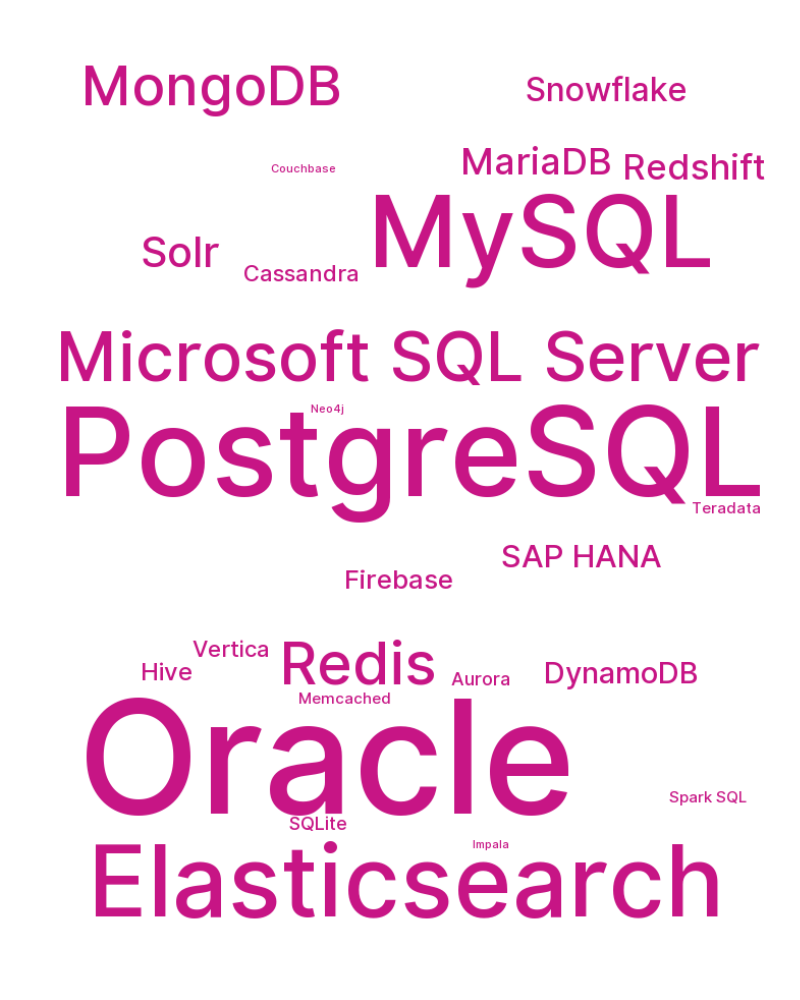 MongoDB
Snowflake
MariaDB
Redshift
Couchbase
MySQL
Solr
Cassandra
Microsoft SQL Server
Neo4j
PostgreSQL
Teradata
SAP HANA
Firebase
Vertica
Redis
Hive
Aurora
DynamoDB
Memcached
Oracle
Spark SQL
SQLite
Impala
Elasticsearch